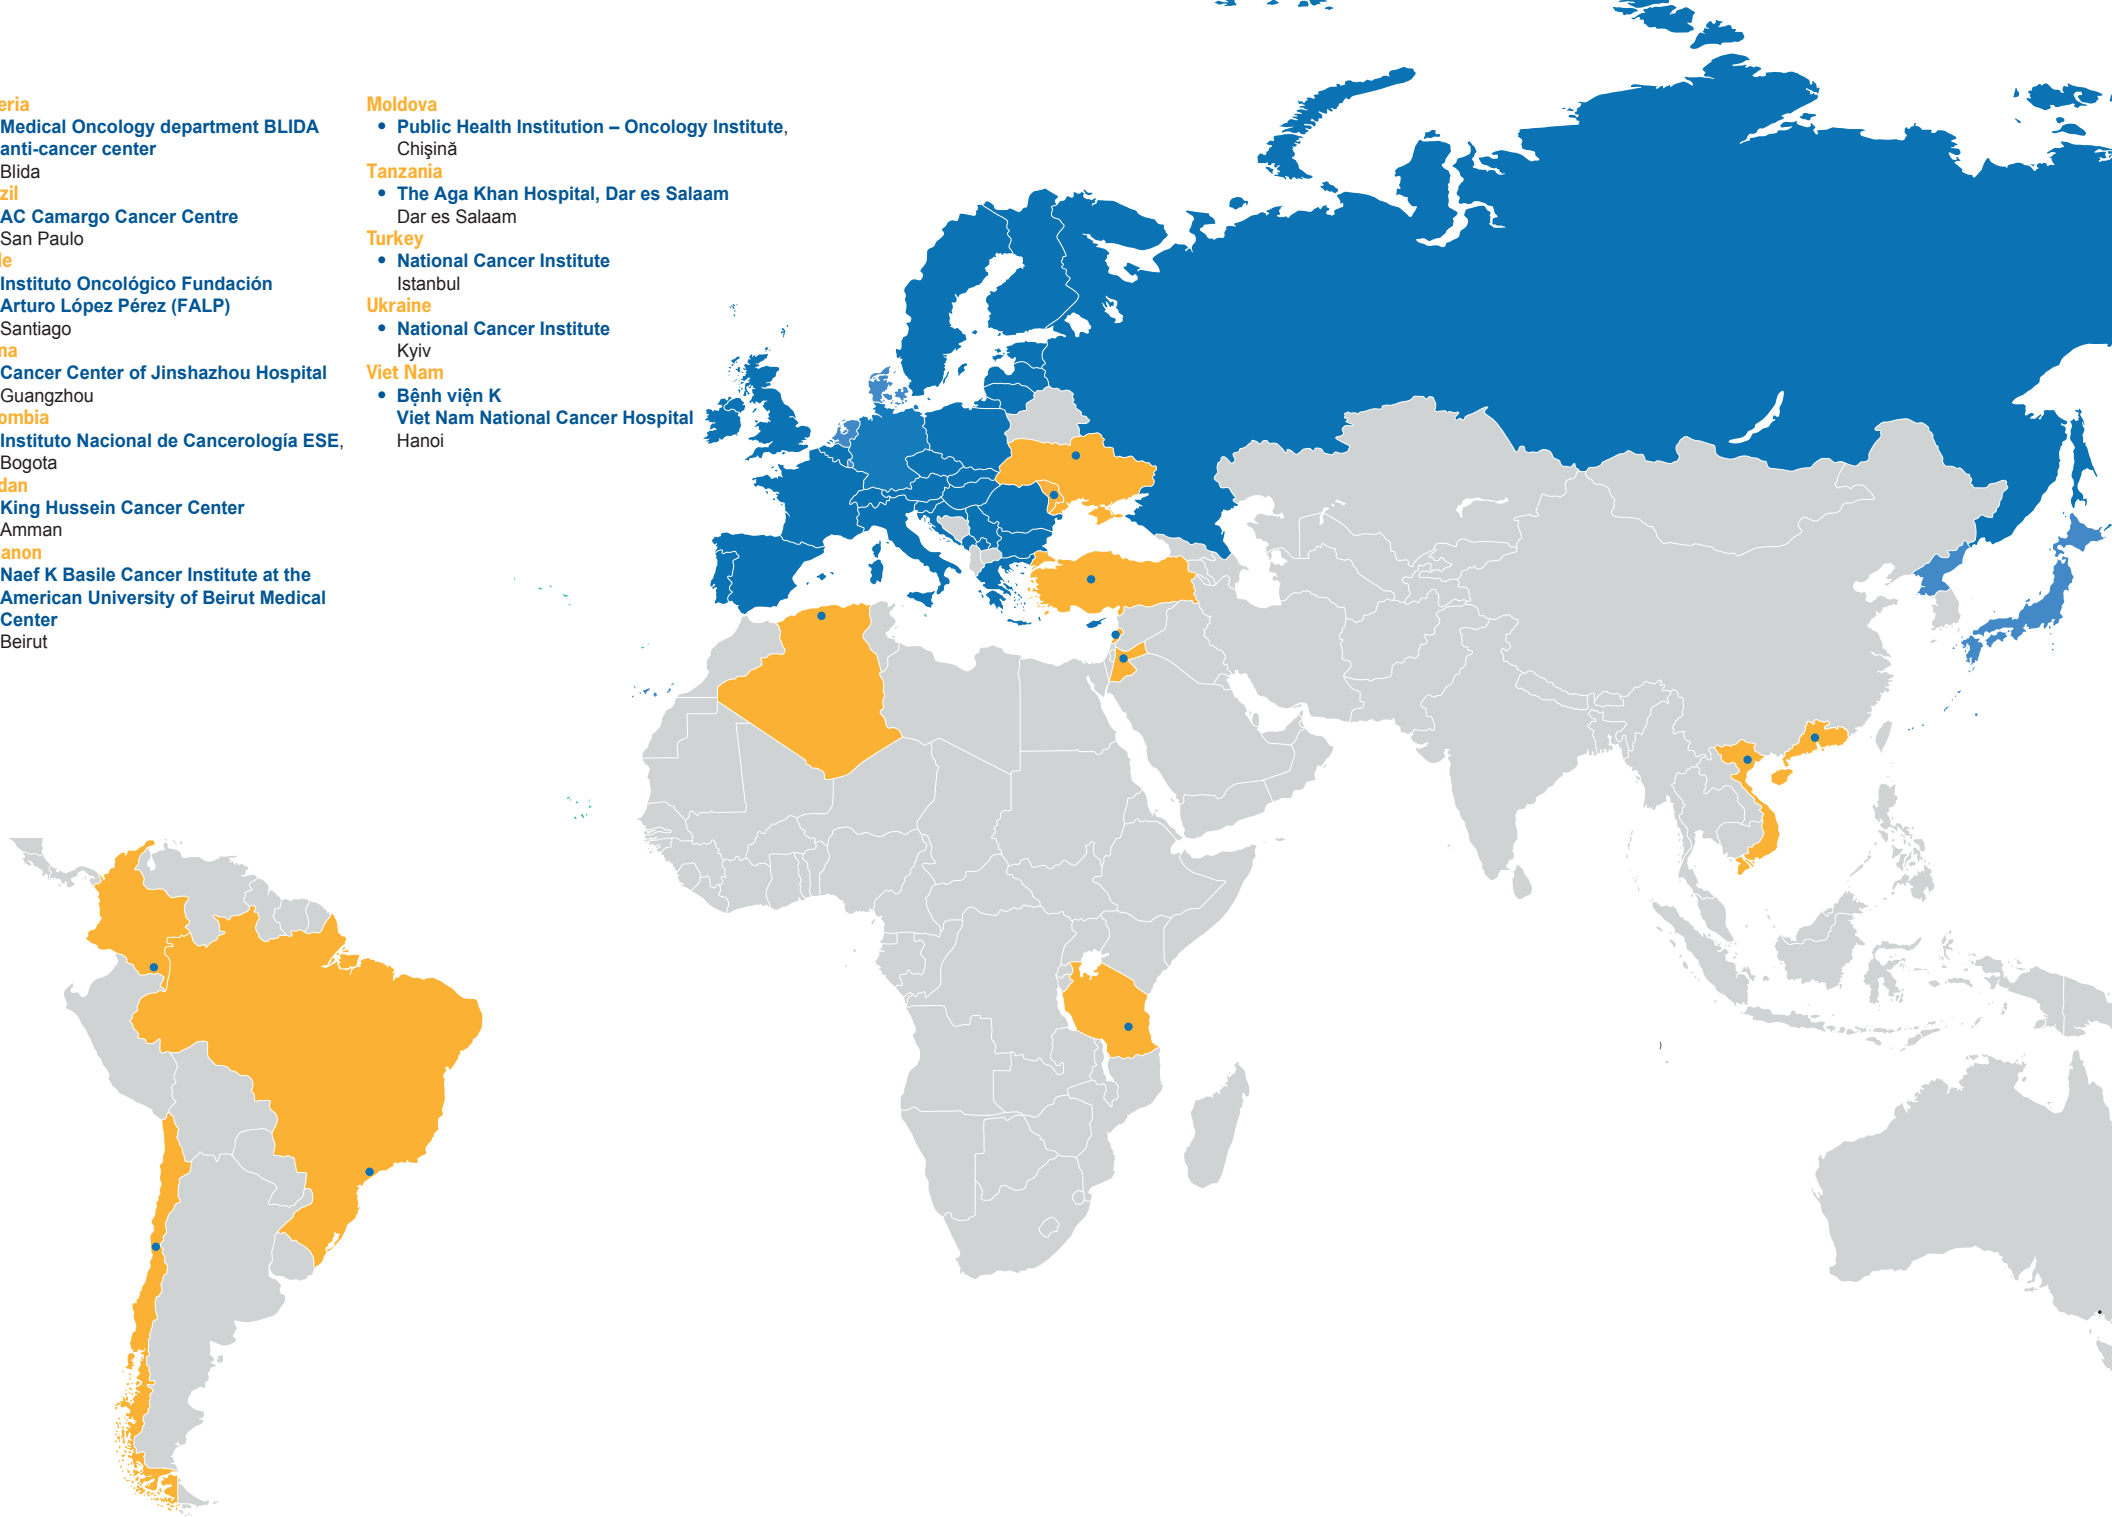 eria
Medical Oncology department BLIDA
anti-cancer center
Blida
zil
AC Camargo Cancer Centre
San Paulo
le
Instituto Oncológico Fundación
Arturo López Pérez (FALP)
Santiago
na
Cancer Center of Jinshazhou Hospital
Guangzhou
ombia
Instituto Nacional de Cancerología ESE,
Bogota
dan
King Hussein Cancer Center
Amman
anon
Naef K Basile Cancer Institute at the
American University of Beirut Medical
Center
Beirut
Moldova
• Public Health Institution – Oncology Institute,
Chişină
Tanzania
• The Aga Khan Hospital, Dar es Salaam
Dar es Salaam
Turkey
• National Cancer Institute
Istanbul
Ukraine
• National Cancer Institute
Kyiv
Viet Nam
• Bệnh viện K
Viet Nam National Cancer Hospital
Hanoi